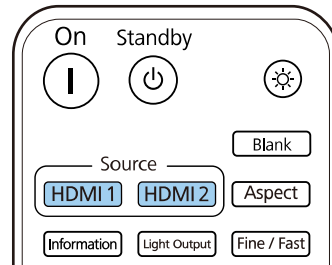 On Standby
Blank
Source
HDMI 1 HDMI 2 Aspect
Information Light Output Fine / Fast